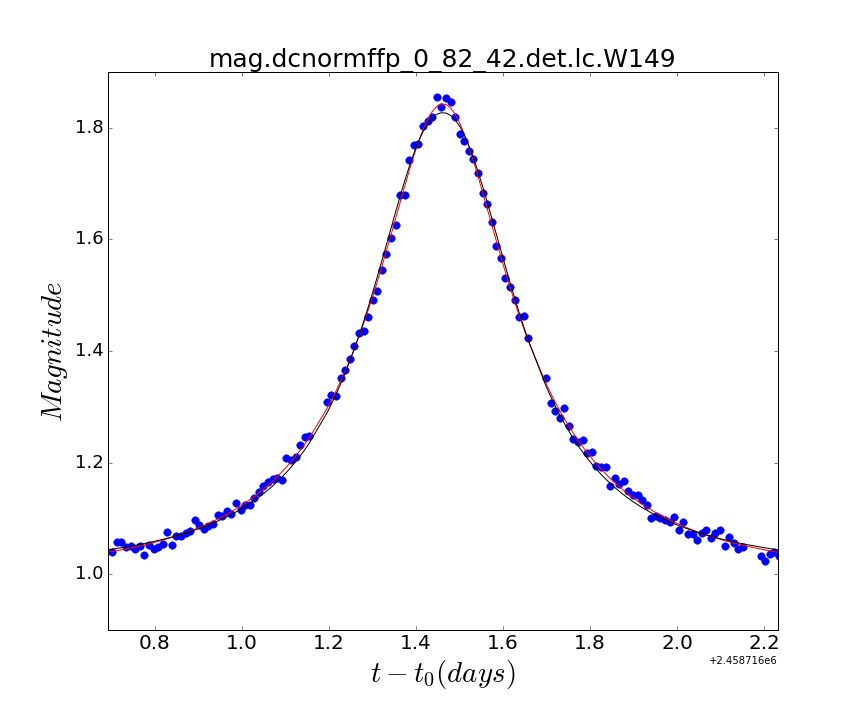 mag.dcnormffp_0_82_42.det.lc.W149
Magnitude
1.8
1.6
1.4
1.2
1.0
0.8 1.0 1.2 1.4 1.6 1.8 2.0 2.2
+2.458716e6
t − t₀(days)